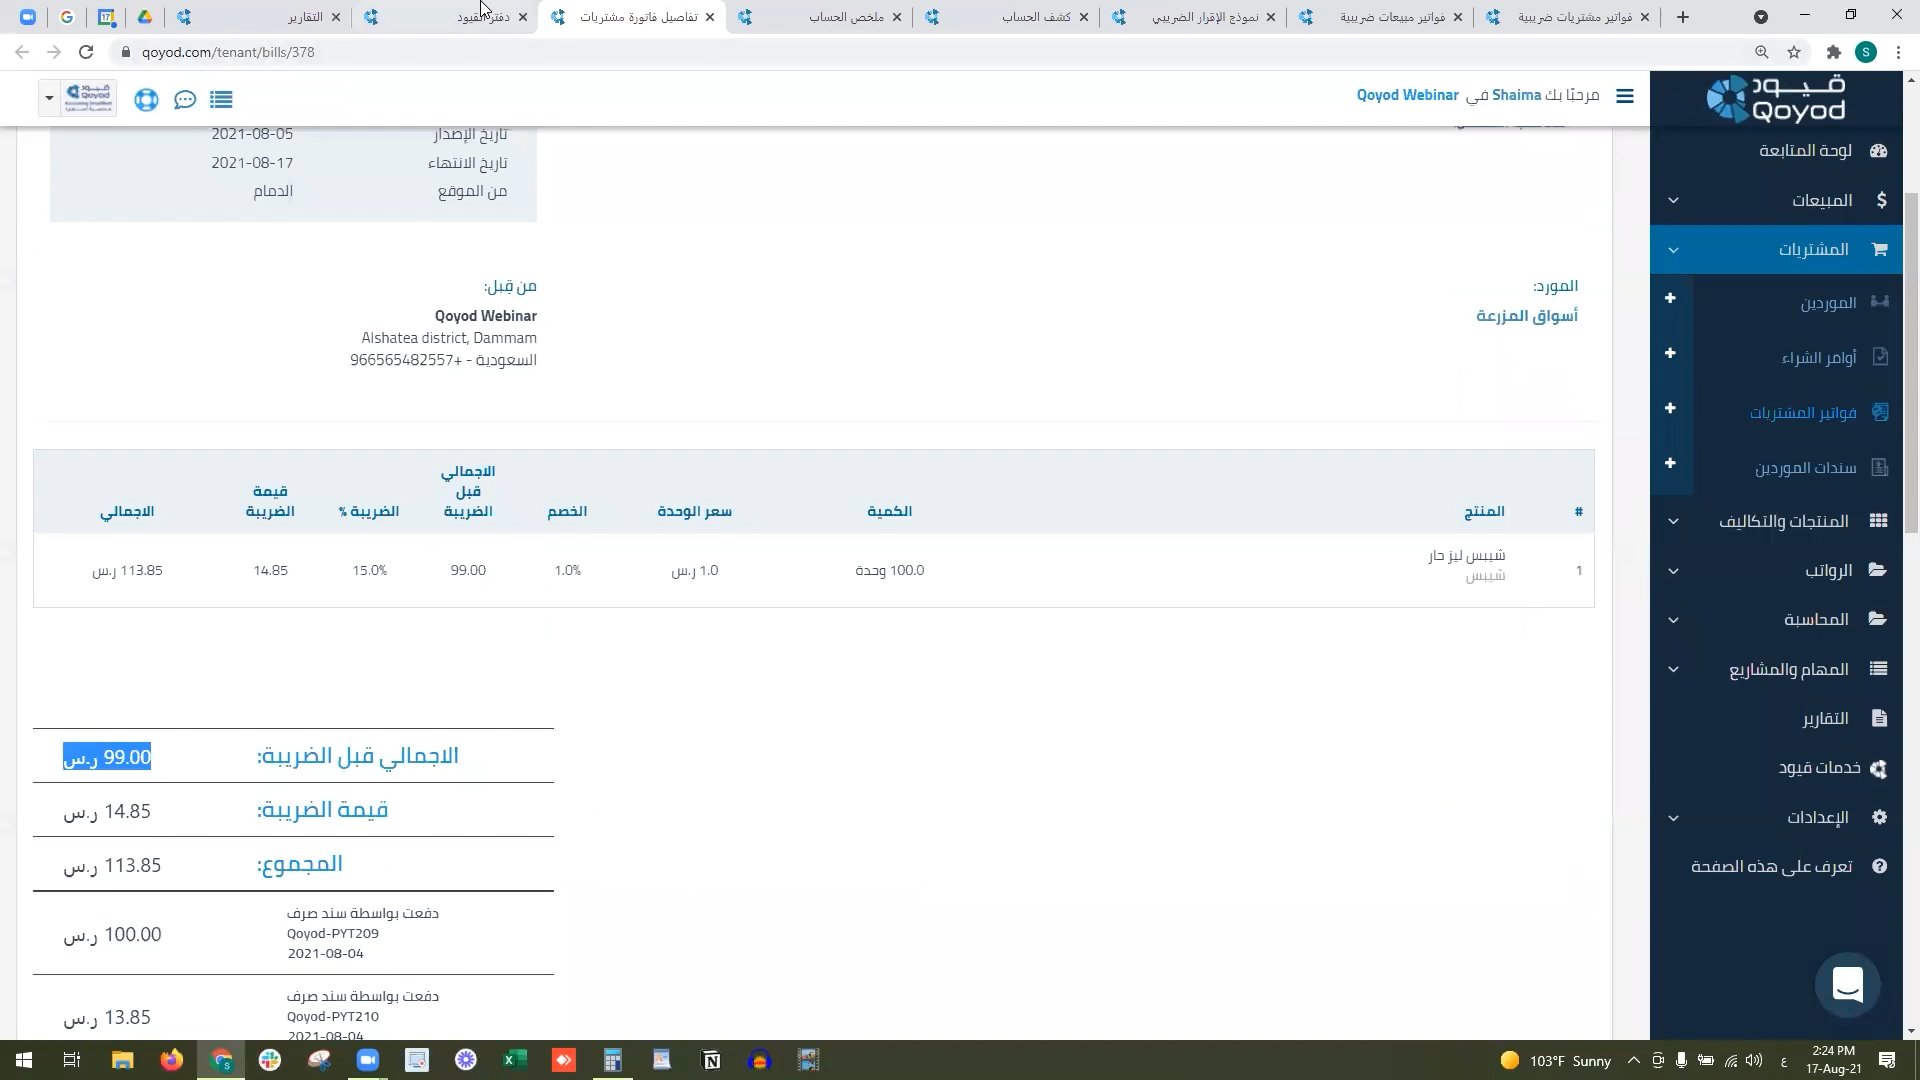 التقارير
دفتر القيود
تفاصيل فاتورة مشتريات
ملخص الحساب
كشف الحساب
نموذج الإقرار الضريبي
فواتير مبيعات ضريبية
فواتير مشتريات ضريبية
qoyod.com/tenant/bills/378
S
17
مرحبًا بك Shaima في Qoyod Webinar
قيود
Qoyod
قيود
Qoyod
تاريخ الإصدار 2021-08-05
تاريخ الانتهاء 2021-08-17
من الموقع الدمام
المورد:
أسواق المزرعة
من قِبل:
Qoyod Webinar
Alshatea district, Dammam
السعودية - +966565482557
# المنتج الكمية سعر الوحدة الخصم الاجمالي قبل الضريبة الضريبة % قيمة الضريبة الاجمالي
1 شيبس ليز حار 100.0 وحدة 1.0 ر.س 1.0% 99.00 15.0% 14.85 113.85 ر.س
شيبس
الاجمالي قبل الضريبة: 99.00 ر.س
قيمة الضريبة: 14.85 ر.س
المجموع: 113.85 ر.س
دفعت بواسطة سند صرف
Qoyod-PYT209
2021-08-04
100.00 ر.س
دفعت بواسطة سند صرف
Qoyod-PYT210
2021-08-04
13.85 ر.س
لوحة المتابعة
المبيعات
المشتريات
الموردين
أوامر الشراء
فواتير المشتريات
سندات الموردين
المنتجات والتكاليف
الرواتب
المحاسبة
المهام والمشاريع
التقارير
خدمات قيود
الإعدادات
تعرف على هذه الصفحة
103°F Sunny
ع
2:24 PM
17-Aug-21